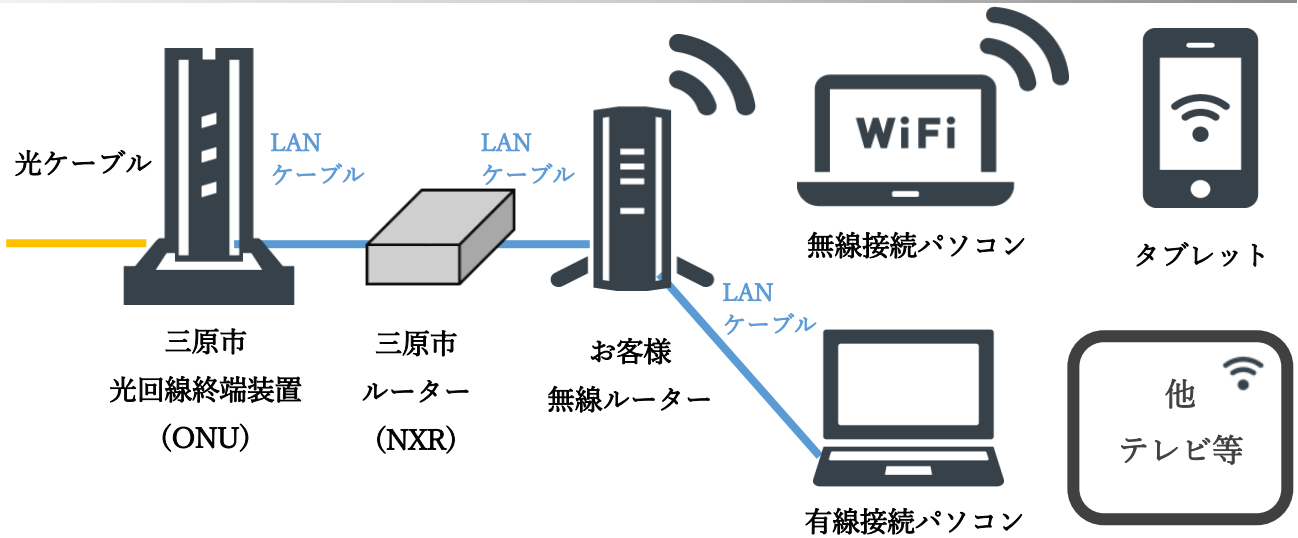 光ケーブル
LAN
ケーブル
LAN
ケーブル
WiFi
無線接続パソコン
タブレット
LAN
ケーブル
三原市
光回線終端装置
（ONU）
三原市
ルーター
（NXR）
お客様
無線ルーター
有線接続パソコン
他
テレビ等